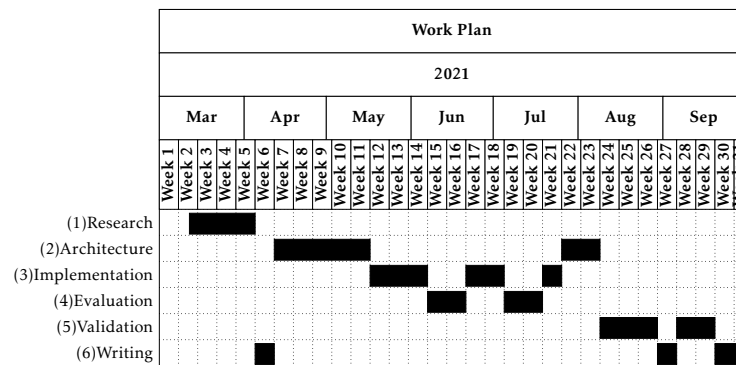 Work Plan
2021
Mar Apr May Jun Jul Aug Sep
Week 1 Week 2 Week 3 Week 4 Week 5 Week 6 Week 7 Week 8 Week 9 Week 10 Week 11 Week 12 Week 13 Week 14 Week 15 Week 16 Week 17 Week 18 Week 19 Week 20 Week 21 Week 22 Week 23 Week 24 Week 25 Week 26 Week 27 Week 28 Week 29 Week 30
(1)Research
(2)Architecture
(3)Implementation
(4)Evaluation
(5)Validation
(6)Writing